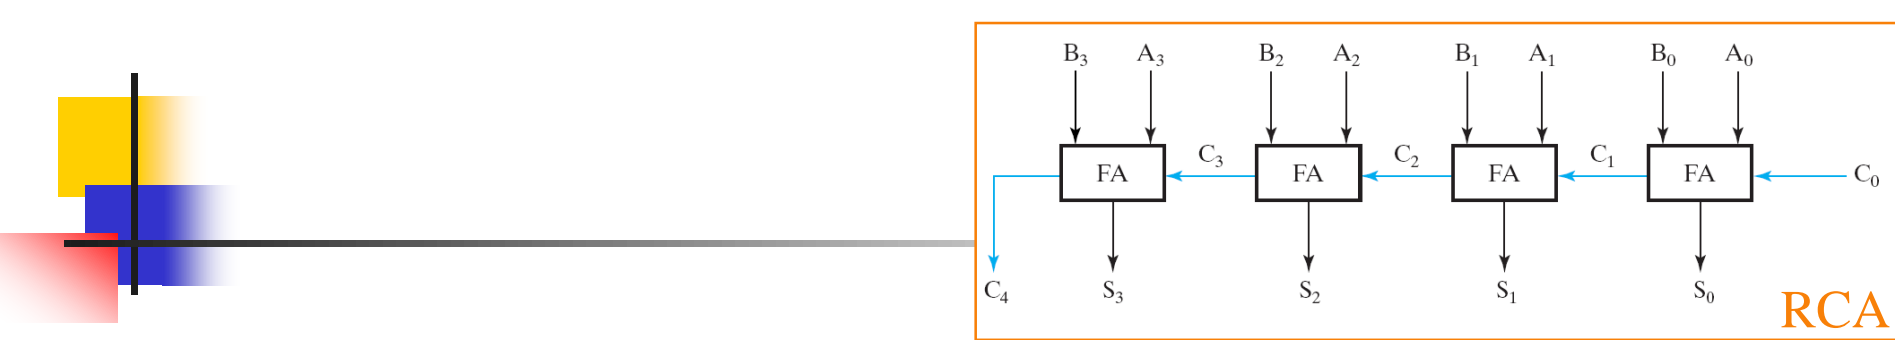 B₃ A₃ B₂ A₂ B₁ A₁ B₀ A₀
C₃ C₂ C₁
FA FA FA FA C₀
C₄ S₃ S₂ S₁ S₀
RCA